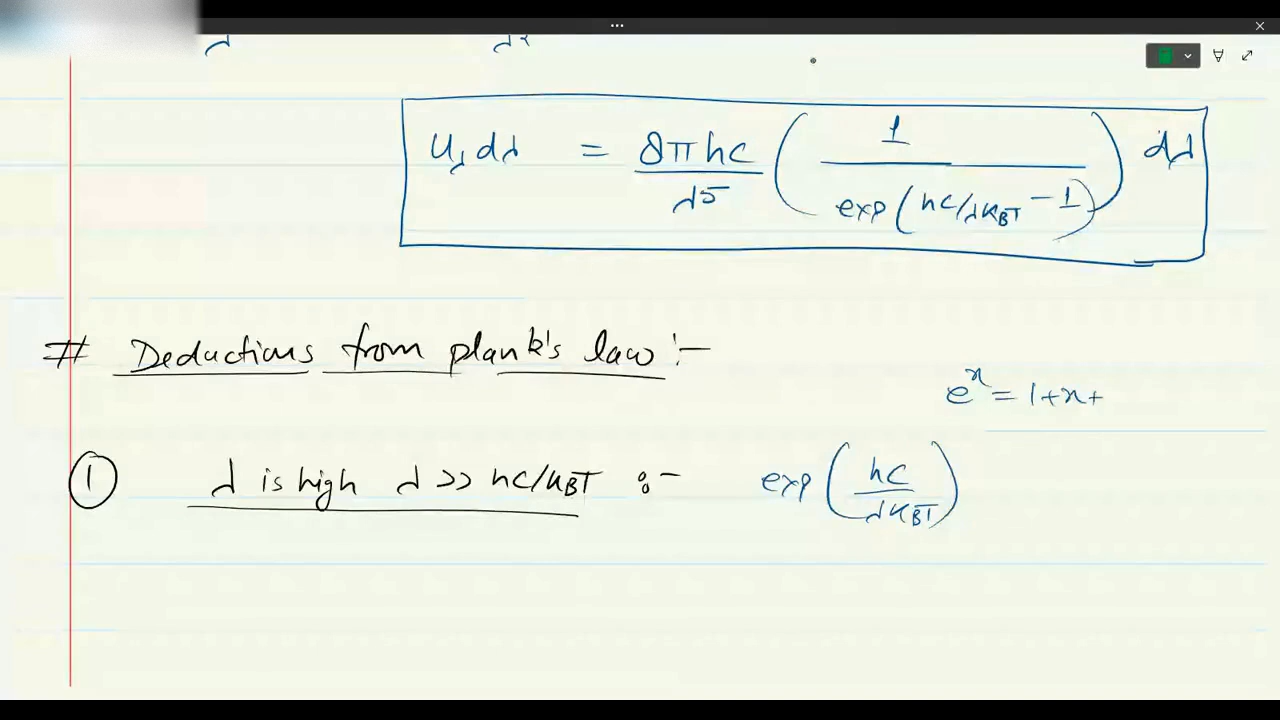 U_λ dλ = 8πhc/λ5 ( 1 / exp(hc/λK_BT - 1) ) dλ
# Deductions from plank's law :-
e^x = 1+x+
① λ is high λ >> hc/K_BT :- exp( hc / λK_BT )